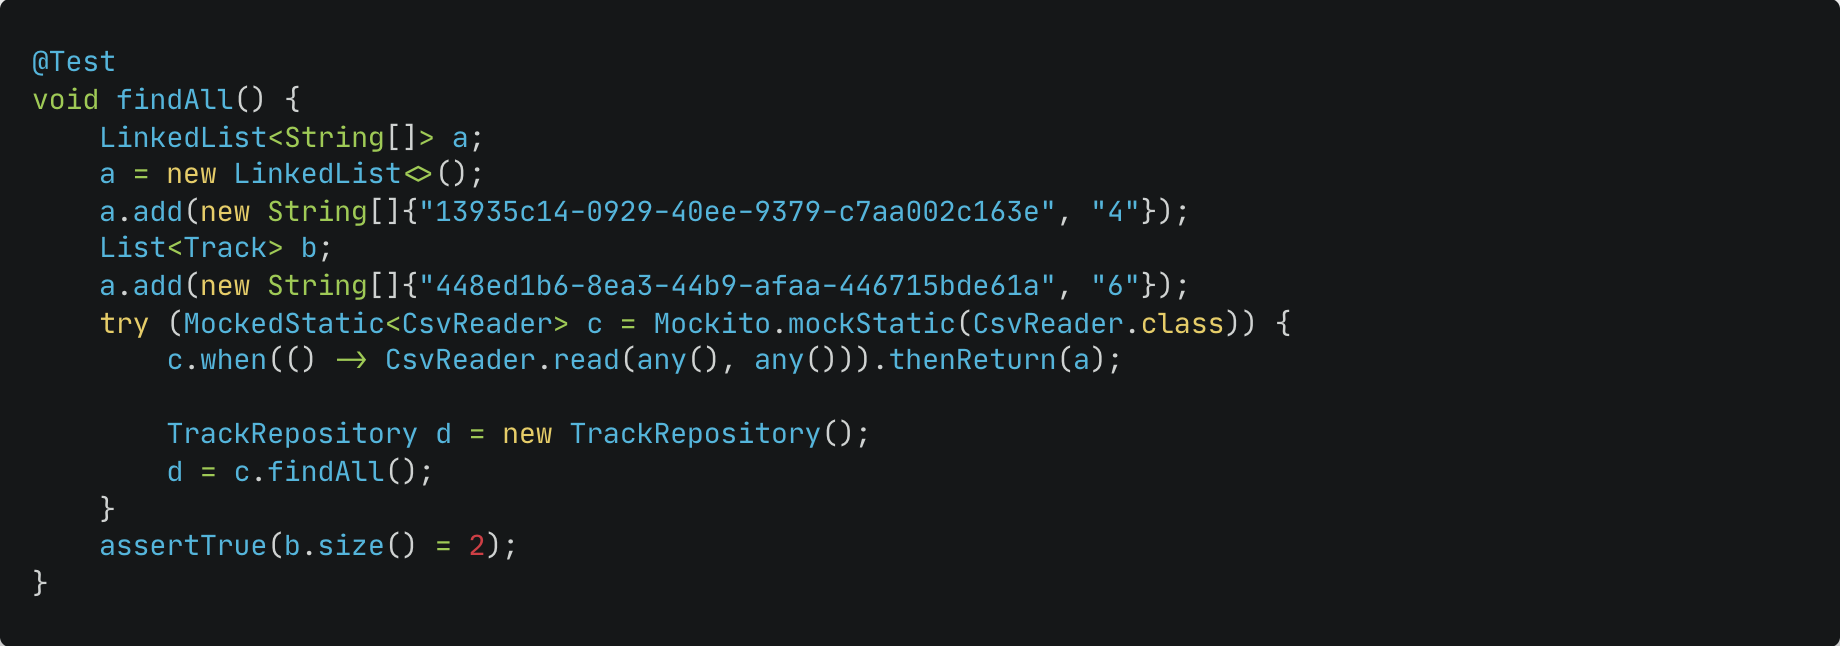 @Test
void findAll() {
    LinkedList<String[]> a;
    a = new LinkedList<>();
    a.add(new String[]{"13935c14-0929-40ee-9379-c7aa002c163e", "4"});
    List<Track> b;
    a.add(new String[]{"448ed1b6-8ea3-44b9-afaa-446715bde61a", "6"});
    try (MockedStatic<CsvReader> c = Mockito.mockStatic(CsvReader.class)) {
        c.when(() -> CsvReader.read(any(), any())).thenReturn(a);

        TrackRepository d = new TrackRepository();
        d = c.findAll();
    }
    assertTrue(b.size() = 2);
}